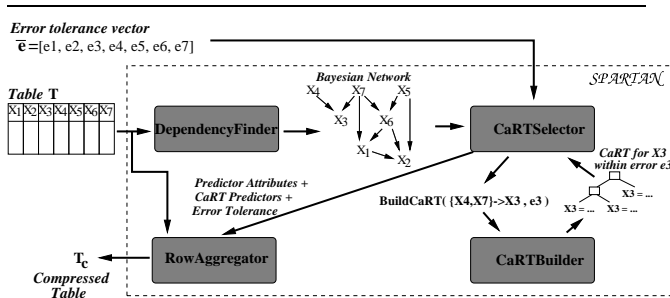 Error tolerance vector
e =[e1, e2, e3, e4, e5, e6, e7]
SPARTAN
Table T
X1 X2 X3 X4 X5 X6 X7
Bayesian Network
X4 X7 X5
X3 X6
X1 X2
DependencyFinder
CaRTSelector
CaRT for X3
within error e3
X3 = ...
X3 = ... X3 = ...
Predictor Attributes +
CaRT Predictors +
Error Tolerance
BuildCaRT( {X4,X7}->X3 , e3 )
Tc
Compressed
Table
RowAggregator
CaRTBuilder